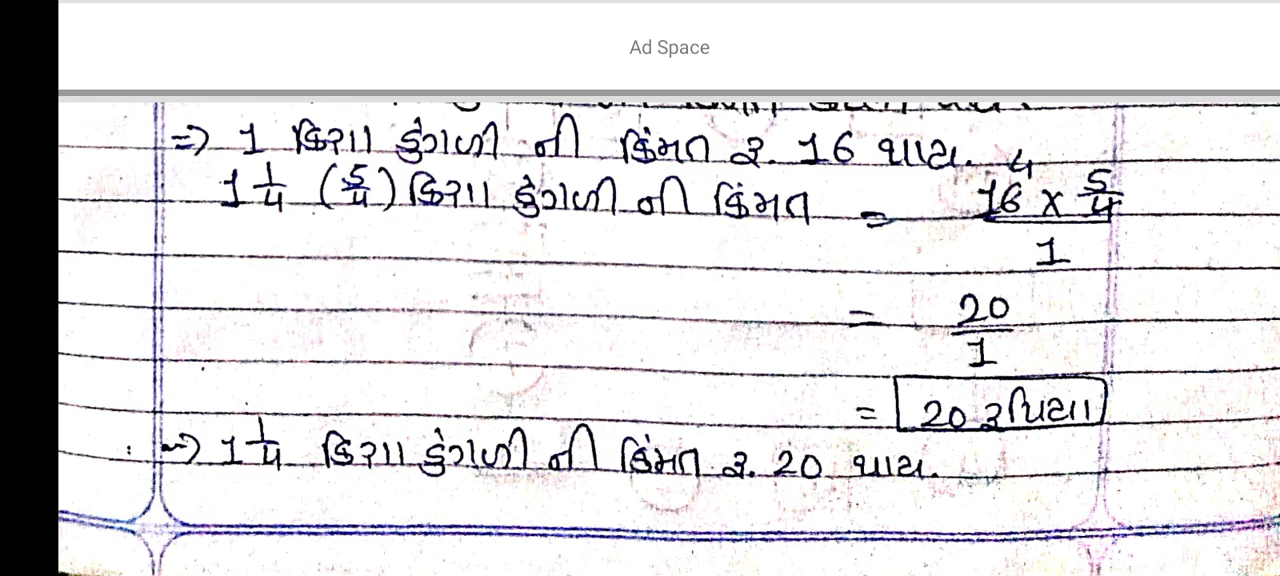 Ad Space
⇒ 1 કિગ્રા ડુંગળી ની કિંમત રૂ. 16 થાય.
1 1/4 (5/4) કિગ્રા ડુંગળી ની કિંમત = 16 × 5/4 4
1
= 20/1
= 20 રૂપિયા
⇒ 1 1/4 કિગ્રા ડુંગળી ની કિંમત રૂ. 20 થાય.